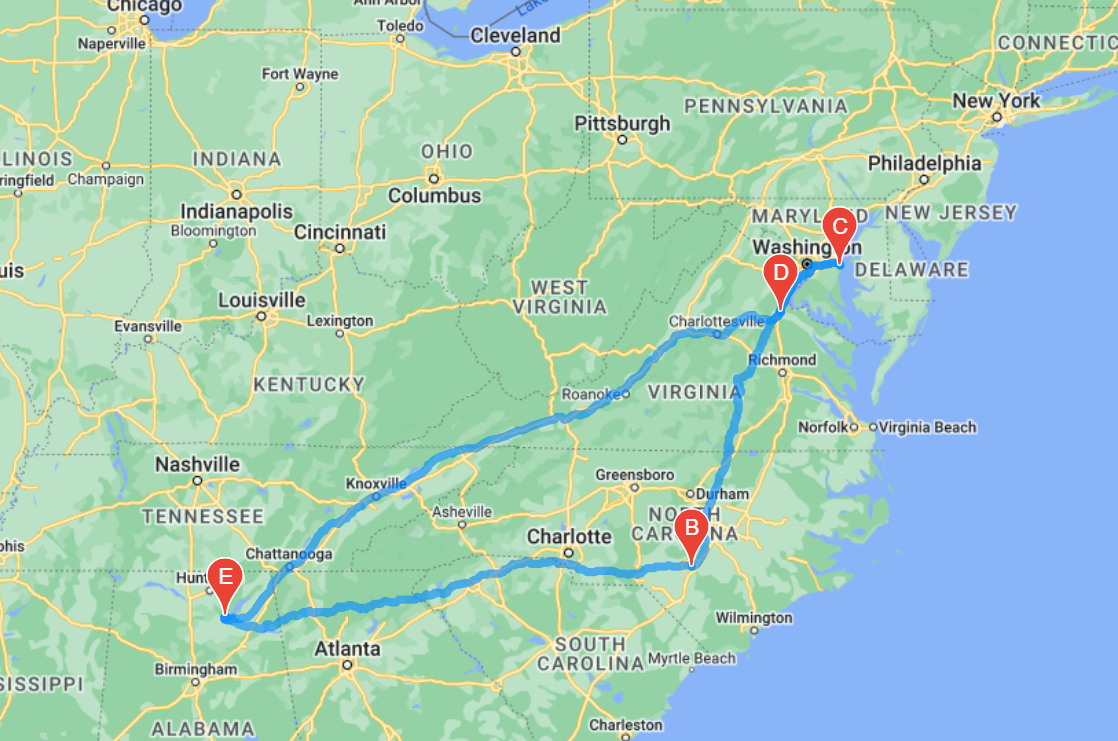 Chicago
Naperville
Ann Arbor
Toledo
Cleveland
Lake
CONNECTIC
Fort Wayne
PENNSYLVANIA
New York
Pittsburgh
LINOIS
INDIANA
OHIO
Philadelphia
ringfield
Champaign
Columbus
Indianapolis
MARYLAND
NEW JERSEY
Bloomington
Cincinnati
C
Washington
uis
D
DELAWARE
WEST
VIRGINIA
Louisville
Evansville
Lexington
Charlottesville
Richmond
KENTUCKY
Roanoke
VIRGINIA
Norfolk
Virginia Beach
Nashville
Knoxville
Greensboro
Durham
TENNESSEE
Asheville
NORTH
CAROLINA
B
Charlotte
phis
Chattanooga
Hunt
E
Wilmington
Atlanta
SOUTH
CAROLINA
Myrtle Beach
Birmingham
SISSIPPI
ALABAMA
Charleston